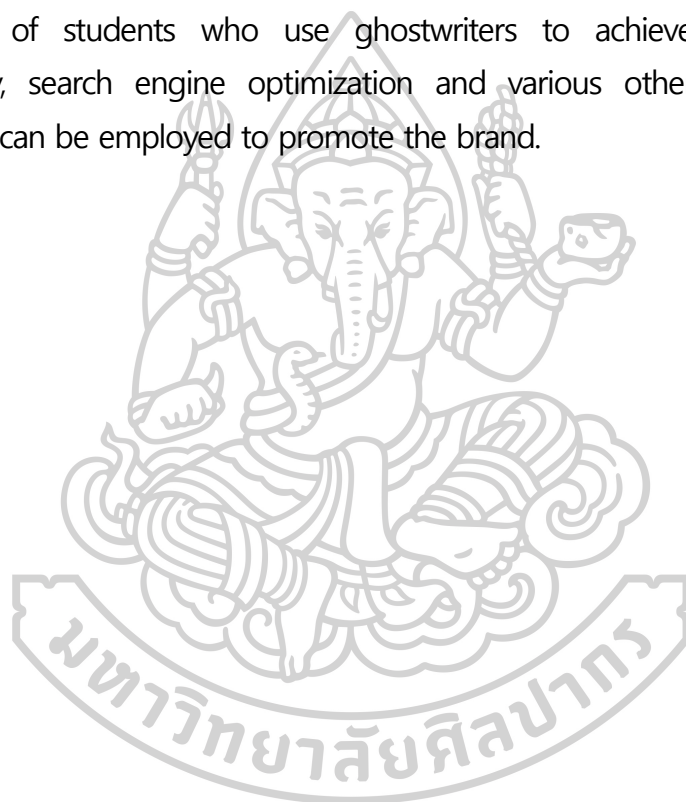 of students who use ghostwriters to achieve
, search engine optimization and various othe
can be employed to promote the brand.
มหาวิทยาลัยศิลปากร